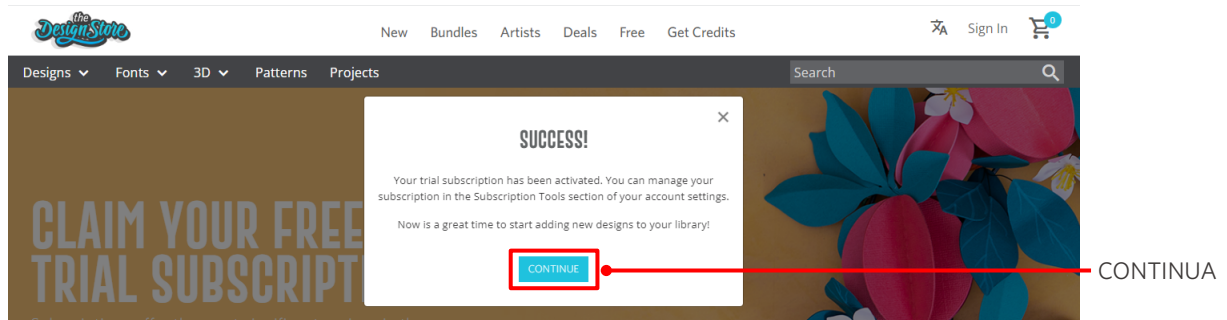 the
Design Store
New Bundles Artists Deals Free Get Credits
Sign In 0
Designs Fonts 3D Patterns Projects
Search
SUCCESS!
Your trial subscription has been activated. You can manage your
subscription in the Subscription Tools section of your account settings.
Now is a great time to start adding new designs to your library!
CONTINUE
CONTINUA
CLAIM YOUR FREE
TRIAL SUBSCRIPT